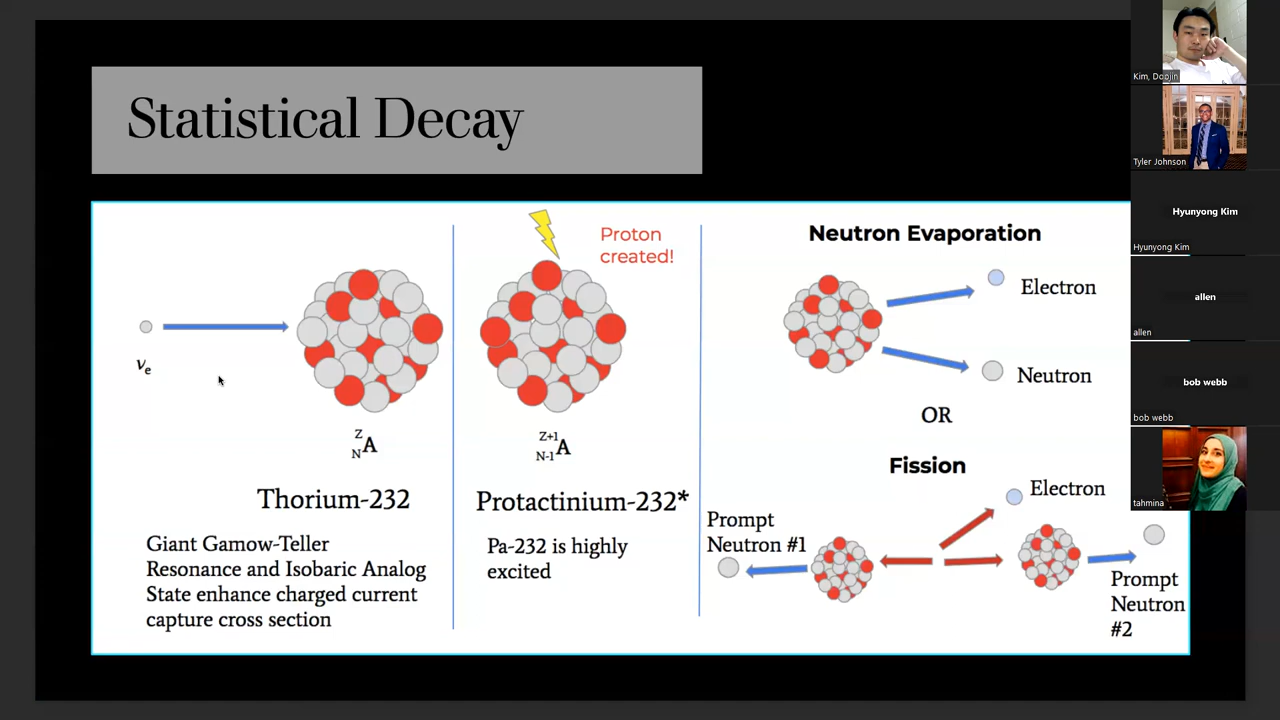 Statistical Decay
νe
Z
N A
Thorium-232
Giant Gamow-Teller
Resonance and Isobaric Analog
State enhance charged current
capture cross section
Proton
created!
Z+1
N-1 A
Protactinium-232*
Pa-232 is highly
excited
Neutron Evaporation
Electron
Neutron
OR
Fission
Electron
Prompt
Neutron #1
Prompt
Neutron
#2
Kim, Doojin
Tyler Johnson
Hyunyong Kim
Hyunyong Kim
allen
allen
bob webb
bob webb
tahmina